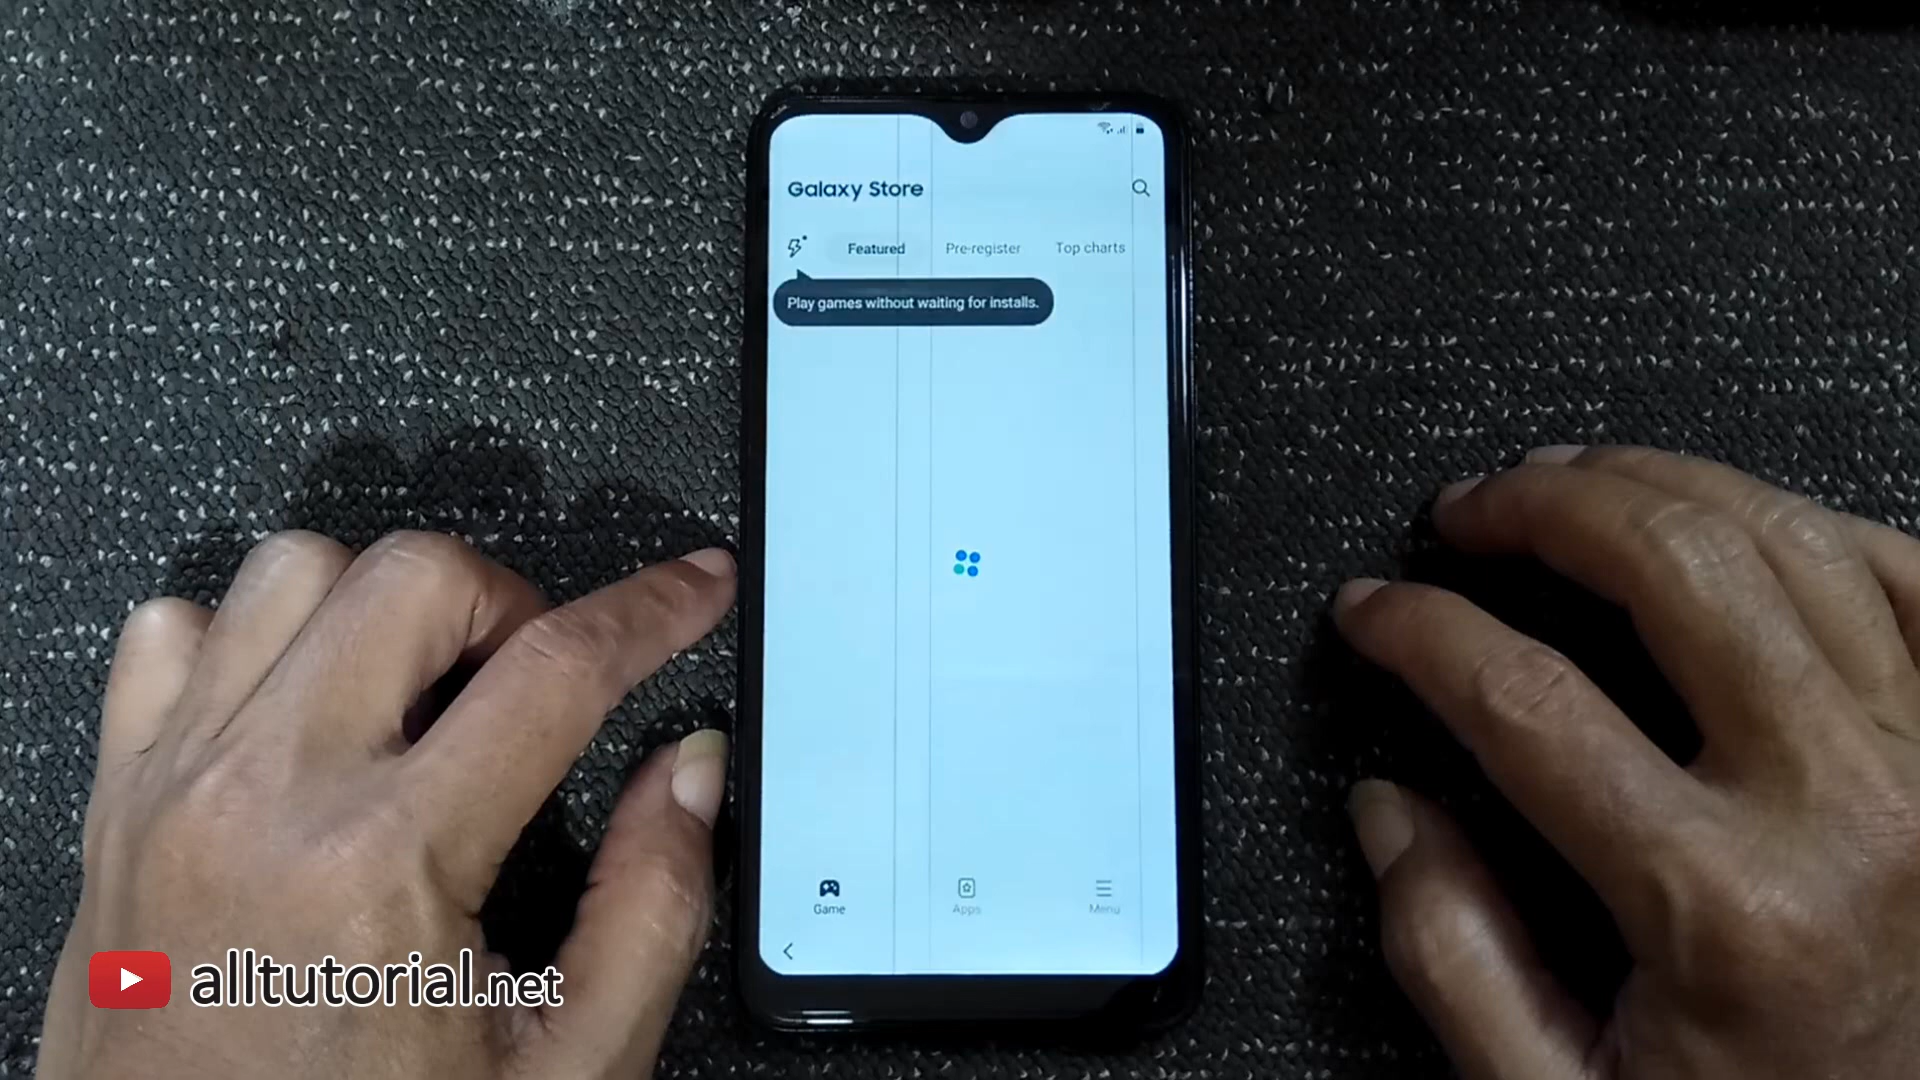 Galaxy Store
Featured Pre-register Top charts
Play games without waiting for installs.
Game Apps Menu
alltutorial.net